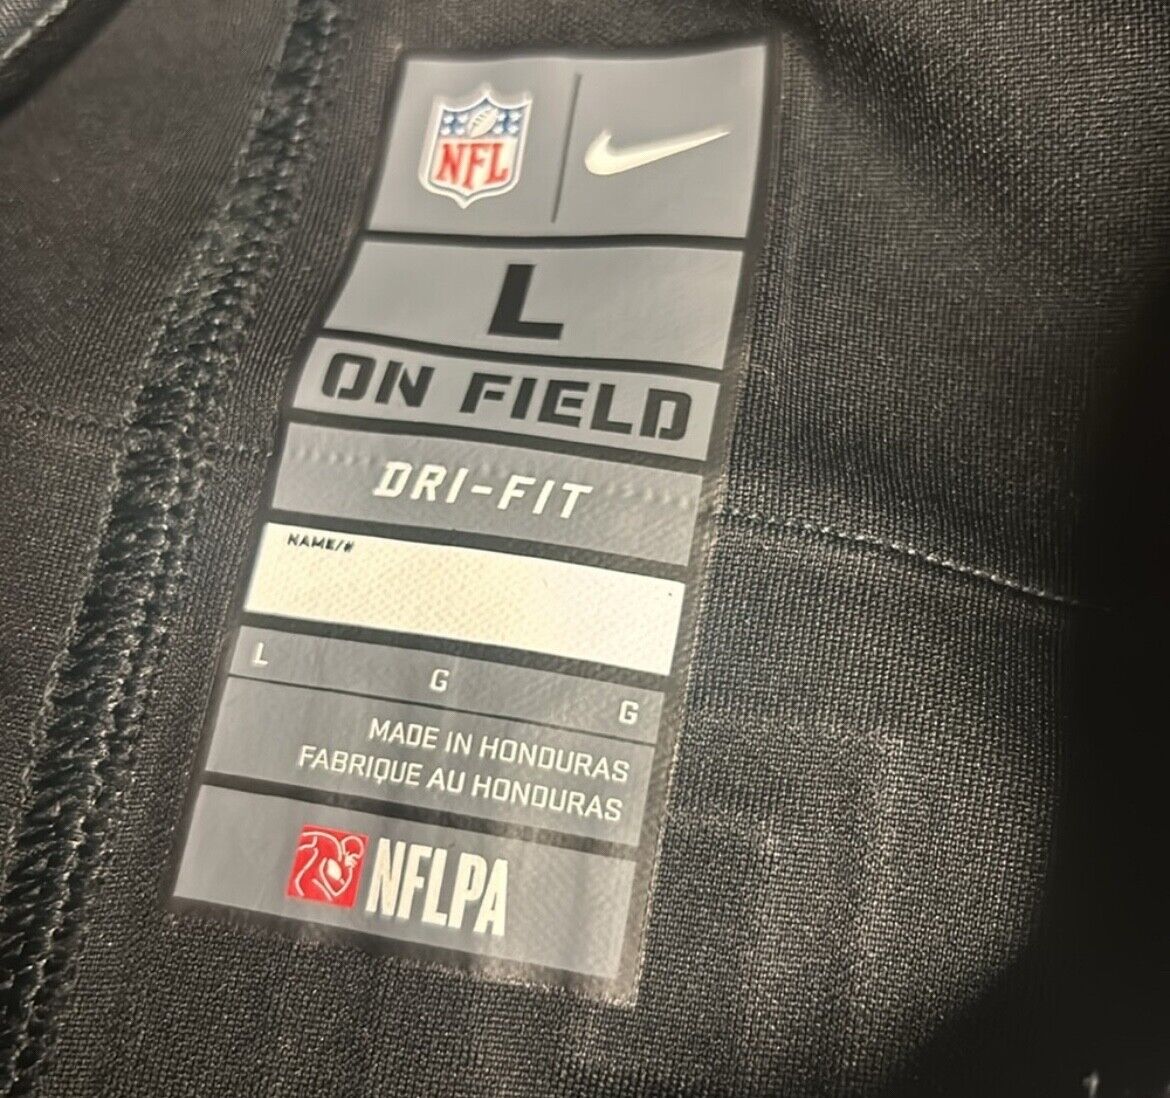 NFL
L
ON FIELD
DRI-FIT
NAME/#
L G G
MADE IN HONDURAS
FABRIQUE AU HONDURAS
NFLPA